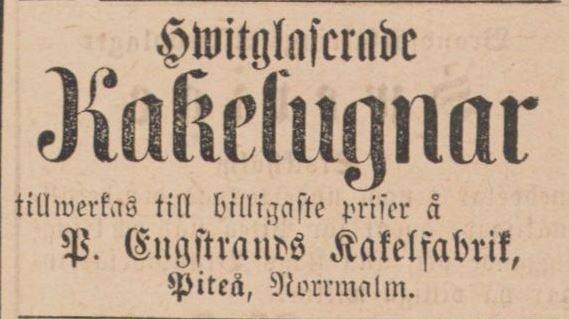 Hwitglaserade
Kakelugnar
tillwerkas till billigaste priser å
P. Engstrands Kakelfabrik,
Piteå, Norrmalm.